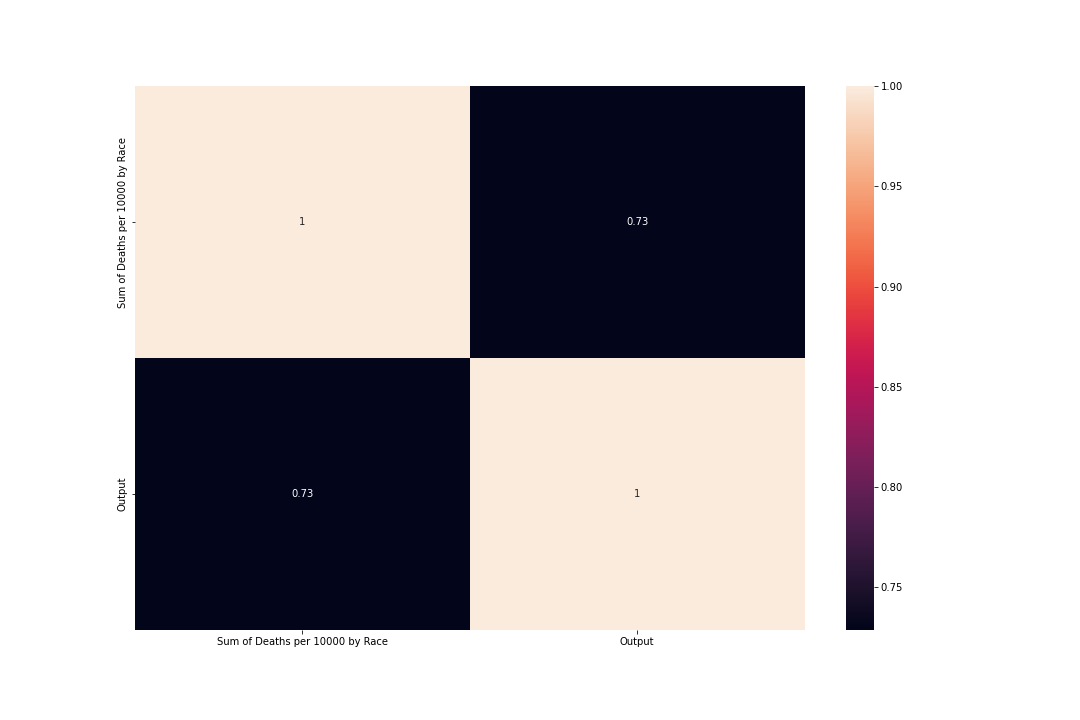 Sum of Deaths per 10000 by Race
Output
1
0.73
0.73
1
Sum of Deaths per 10000 by Race
Output
1.00
0.95
0.90
0.85
0.80
0.75